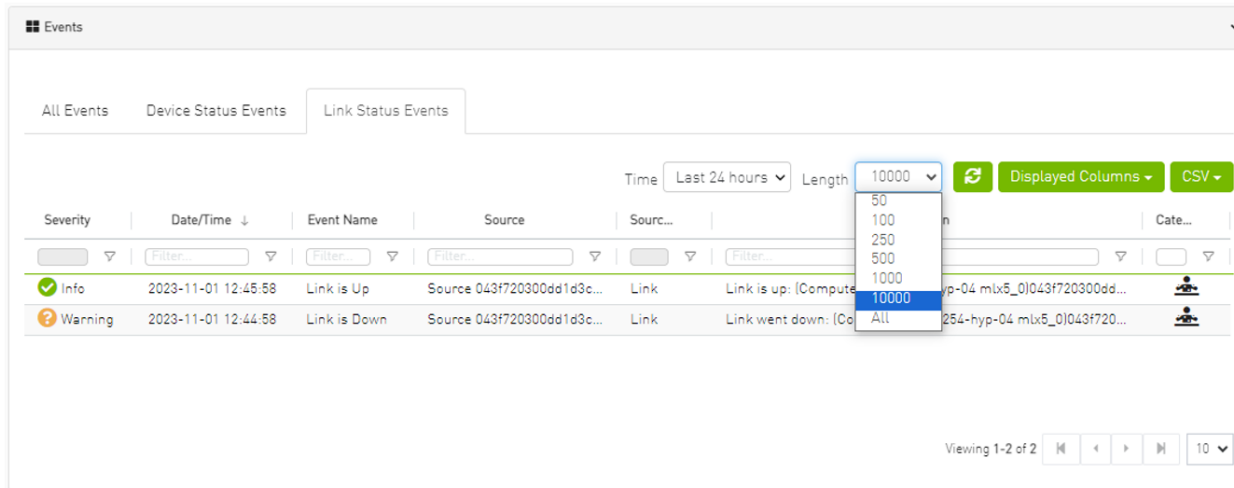 Events
All Events Device Status Events Link Status Events
Time Last 24 hours Length 10000 Displayed Columns CSV
50
100
250
500
1000
10000
All
Severity Date/Time ↓ Event Name Source Sourc... n Cate...
Filter... Filter... Filter... Filter...
Info 2023-11-01 12:45:58 Link is Up Source 043f720300dd1d3c... Link Link is up: (Compute yp-04 mlx5_0)043f720300dd...
Warning 2023-11-01 12:44:58 Link is Down Source 043f720300dd1d3c... Link Link went down: (Co 254-hyp-04 mlx5_0)043f720...
Viewing 1-2 of 2 10